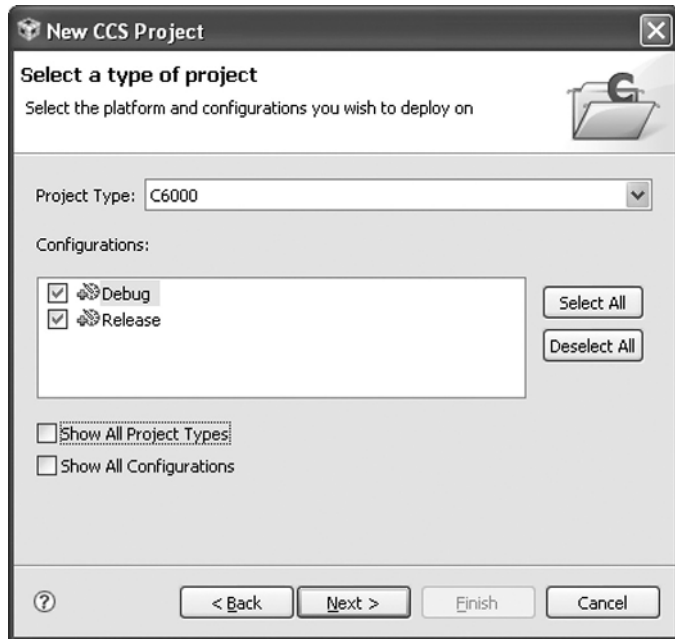 New CCS Project
Select a type of project
Select the platform and configurations you wish to deploy on
Project Type: C6000
Configurations:
Debug
Release
Select All
Deselect All
Show All Project Types
Show All Configurations
?
< Back
Next >
Finish
Cancel